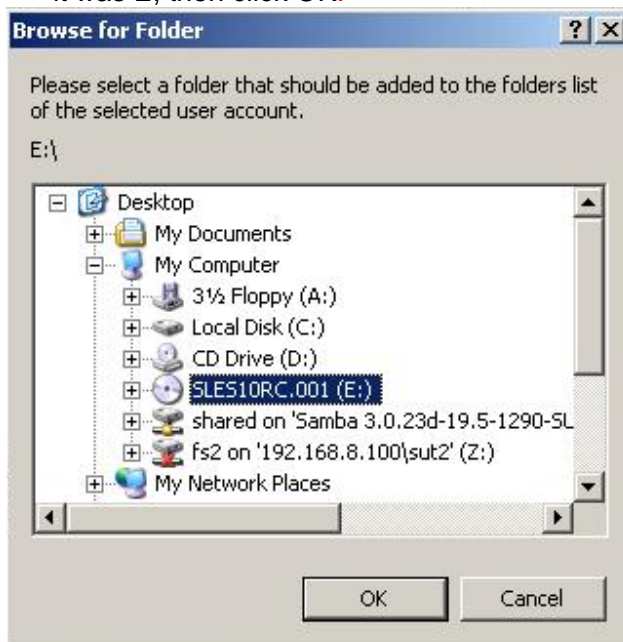 it was E, then click OK.
Browse for Folder
Please select a folder that should be added to the folders list
of the selected user account.
E:\
Desktop
My Documents
My Computer
3½ Floppy (A:)
Local Disk (C:)
CD Drive (D:)
SLES10RC.001 (E:)
shared on 'Samba 3.0.23d-19.5-1290-SL
fs2 on '192.168.8.100\sut2' (Z:)
My Network Places
OK Cancel